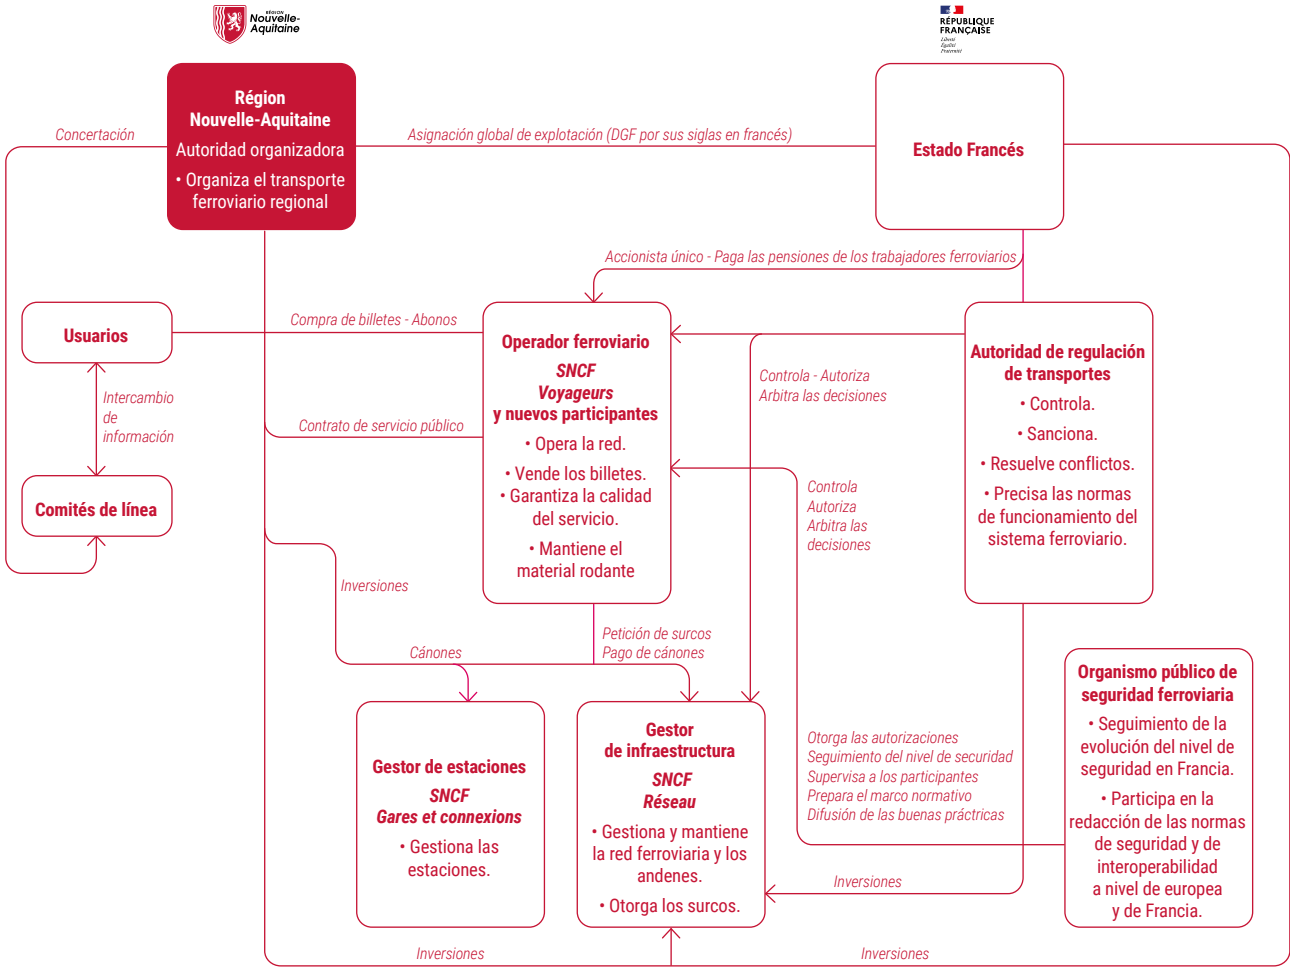 RÉGION
Nouvelle-
Aquitaine
RÉPUBLIQUE
FRANÇAISE
Liberté
Égalité
Fraternité
Région
Nouvelle-Aquitaine
Autoridad organizadora
• Organiza el transporte
ferroviario regional
Concertación
Asignación global de explotación (DGF por sus siglas en francés)
Estado Francés
Accionista único - Paga las pensiones de los trabajadores ferroviarios
Usuarios
Compra de billetes - Abonos
Intercambio
de
información
Contrato de servicio público
Comités de línea
Operador ferroviario
SNCF
Voyageurs
y nuevos participantes
• Opera la red.
• Vende los billetes.
• Garantiza la calidad
del servicio.
• Mantiene el
material rodante
Controla - Autoriza
Arbitra las decisiones
Autoridad de regulación
de transportes
• Controla.
• Sanciona.
• Resuelve conflictos.
• Precisa las normas
de funcionamiento del
sistema ferroviario.
Controla
Autoriza
Arbitra las
decisiones
Inversiones
Cánones
Petición de surcos
Pago de cánones
Gestor de estaciones
SNCF
Gares et connexions
• Gestiona las
estaciones.
Gestor
de infraestructura
SNCF
Réseau
• Gestiona y mantiene
la red ferroviaria y los
andenes.
• Otorga los surcos.
Otorga las autorizaciones
Seguimiento del nivel de securidad
Supervisa a los participantes
Prepara el marco normativo
Difusión de las buenas práctricas
Organismo público de
seguridad ferroviaria
• Seguimiento de la
evolución del nivel de
seguridad en Francia.
• Participa en la
redacción de las normas
de seguridad y de
interoperabilidad
a nivel de europea
y de Francia.
Inversiones
Inversiones
Inversiones